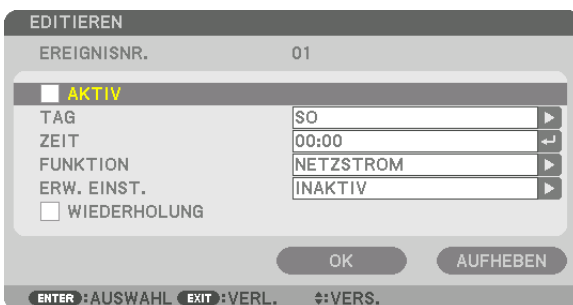 EDITIEREN
EREIGNISNR. 01
AKTIV
TAG SO
ZEIT 00:00
FUNKTION NETZSTROM
ERW. EINST. INAKTIV
WIEDERHOLUNG
OK AUFHEBEN
ENTER :AUSWAHL EXIT :VERL. :VERS.